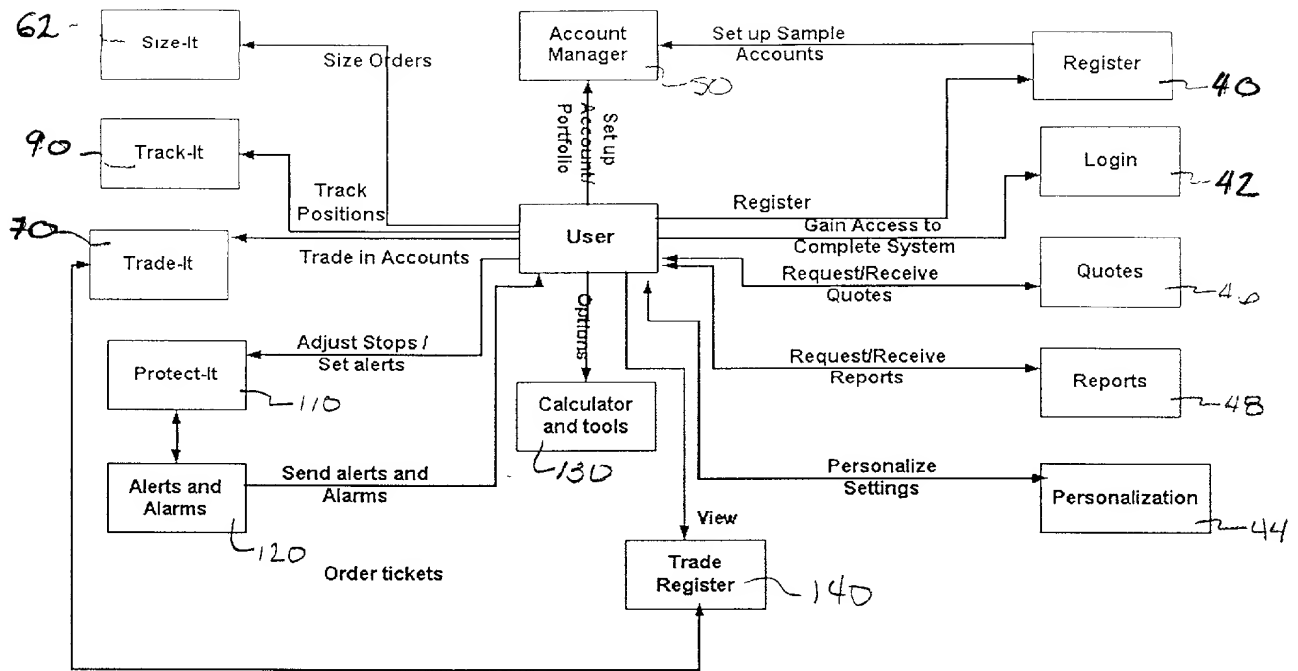 62
Size-It
Size Orders
Account
Manager
50
Set up Sample
Accounts
Register
40
90
Track-It
Track
Positions
Set up
Account/
Portfolio
Login
42
Register
Gain Access to
Complete System
70
Trade-It
Trade in Accounts
User
Request/Receive
Quotes
Quotes
46
Adjust Stops /
Set alerts
Protect-It
110
Options
Calculator
and tools
130
Request/Receive
Reports
Reports
48
Alerts and
Alarms
120
Send alerts and
Alarms
Personalize
Settings
Personalization
44
View
Order tickets
Trade
Register
140